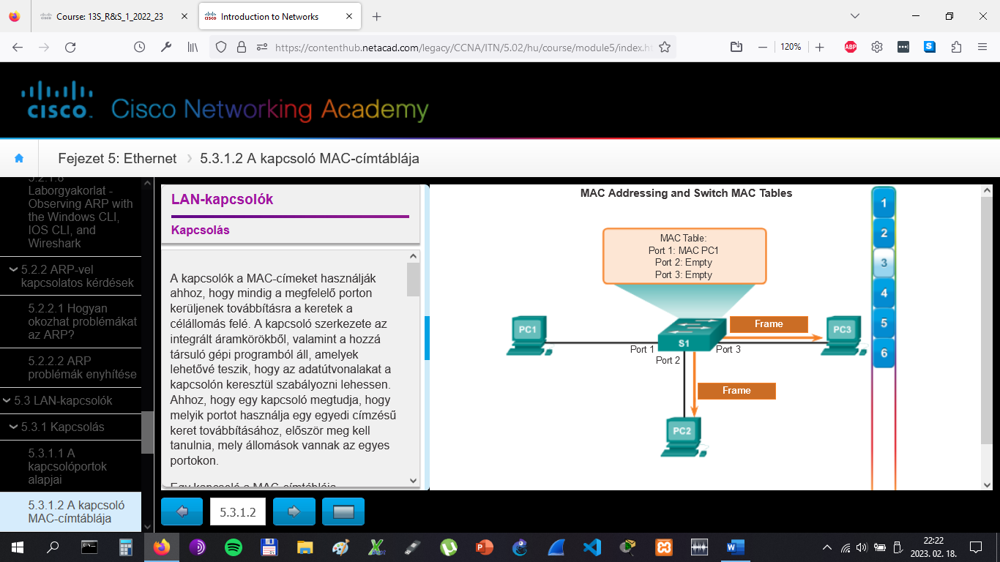 Course: 13S_R&S_1_2022_23
Introduction to Networks
https://contenthub.netacad.com/legacy/CCNA/ITN/5.02/hu/course/module5/index.h
120%
ABP
CISCO
Cisco Networking Academy
Fejezet 5: Ethernet
5.3.1.2 A kapcsoló MAC-címtáblája
5.2.1.8
Laborgyakorlat -
Observing ARP with
the Windows CLI,
IOS CLI, and
Wireshark
5.2.2 ARP-vel
kapcsolatos kérdések
5.2.2.1 Hogyan
okozhat problémákat
az ARP?
5.2.2.2 ARP
problémák enyhítése
5.3 LAN-kapcsolók
5.3.1 Kapcsolás
5.3.1.1 A
kapcsolóportok
alapjai
5.3.1.2 A kapcsoló
MAC-címtáblája
LAN-kapcsolók
Kapcsolás
A kapcsolók a MAC-címeket használják
ahhoz, hogy mindig a megfelelő porton
kerüljenek továbbításra a keretek a
célállomás felé. A kapcsoló szerkezete az
integrált áramkörökből, valamint a hozzá
társuló gépi programból áll, amelyek
lehetővé teszik, hogy az adatútvonalakat a
kapcsolón keresztül szabályozni lehessen.
Ahhoz, hogy egy kapcsoló megtudja, hogy
melyik portot használja egy egyedi címzésű
keret továbbításához, először meg kell
tanulnia, mely állomások vannak az egyes
portokon.
Egy kapcsoló a MAC-címtáblája
5.3.1.2
MAC Addressing and Switch MAC Tables
MAC Table:
Port 1: MAC PC1
Port 2: Empty
Port 3: Empty
PC1
S1
Frame
PC3
Port 1
Port 3
Port 2
Frame
PC2
1
2
3
4
5
6
22:22
2023. 02. 18.